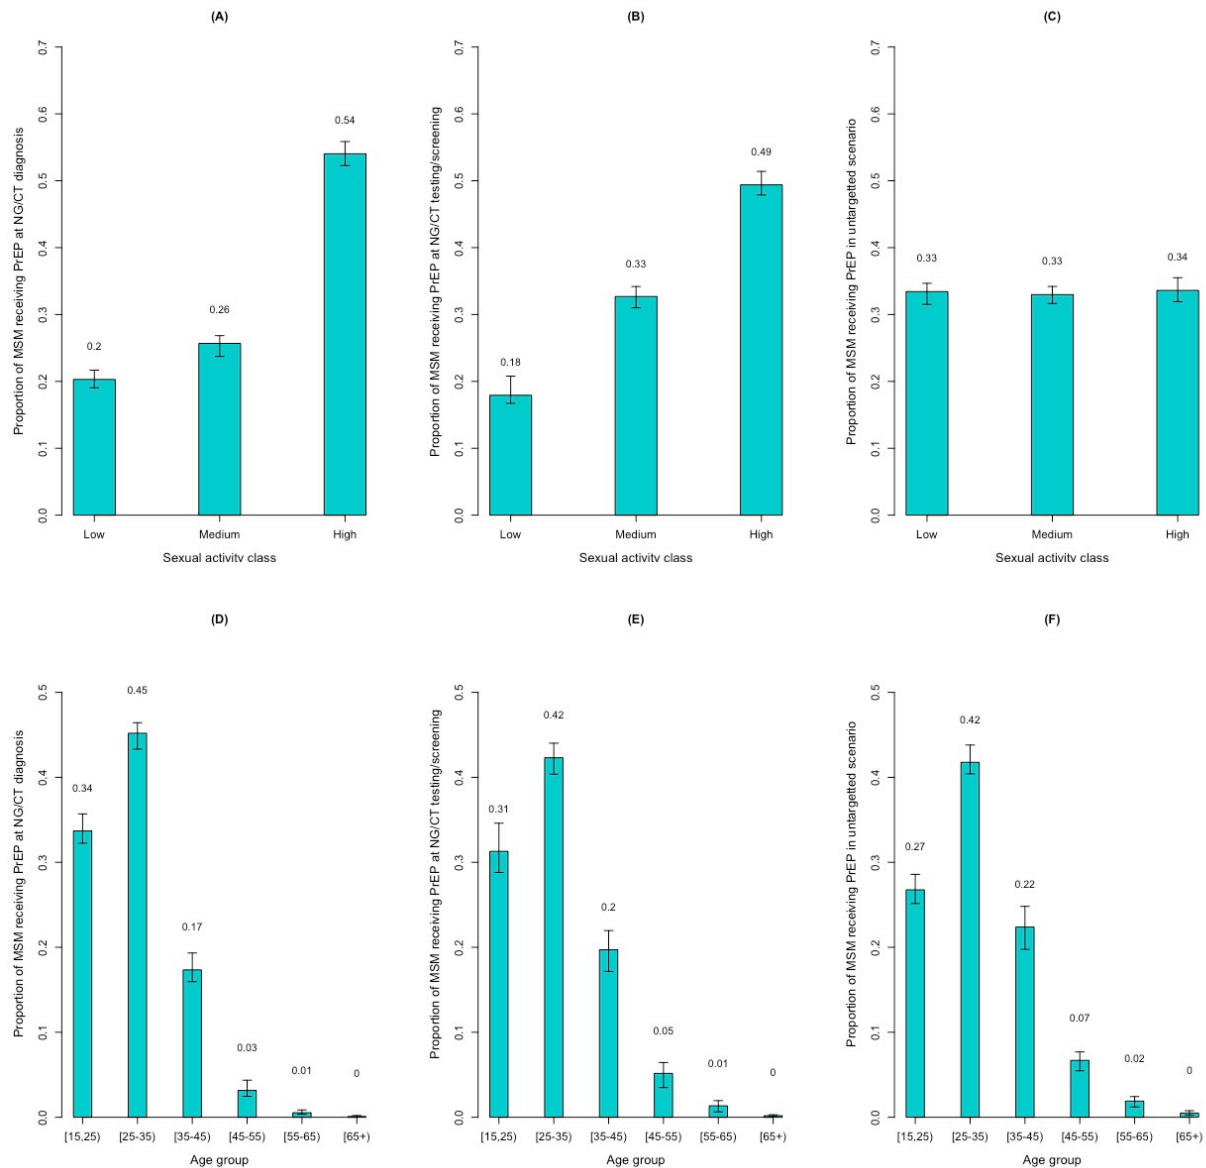 (A)
Proportion of MSM receiving PrEP at NG/CT diagnosis
0.7
0.6
0.5
0.4
0.3
0.2
0.1
0.0
0.2
0.26
0.54
Low Medium High
Sexual activity class
(B)
Proportion of MSM receiving PrEP at NG/CT testing/screening
0.7
0.6
0.5
0.4
0.3
0.2
0.1
0.0
0.18
0.33
0.49
Low Medium High
Sexual activity class
(C)
Proportion of MSM receiving PrEP in untargetted scenario
0.7
0.6
0.5
0.4
0.3
0.2
0.1
0.0
0.33
0.33
0.34
Low Medium High
Sexual activity class
(D)
Proportion of MSM receiving PrEP at NG/CT diagnosis
0.5
0.4
0.3
0.2
0.1
0.0
0.34
0.45
0.17
0.03
0.01
0
[15,25) [25-35) [35-45) [45-55) [55-65) [65+)
Age group
(E)
Proportion of MSM receiving PrEP at NG/CT testing/screening
0.5
0.4
0.3
0.2
0.1
0.0
0.31
0.42
0.2
0.05
0.01
0
[15,25) [25-35) [35-45) [45-55) [55-65) [65+)
Age group
(F)
Proportion of MSM receiving PrEP in untargetted scenario
0.5
0.4
0.3
0.2
0.1
0.0
0.27
0.42
0.22
0.07
0.02
0
[15,25) [25-35) [35-45) [45-55) [55-65) [65+)
Age group